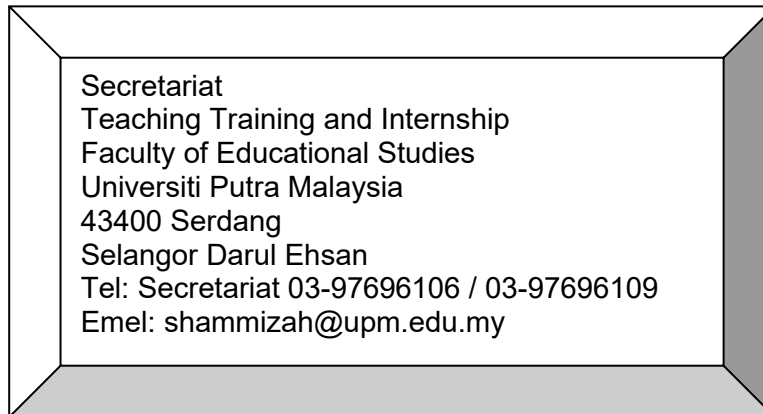 Secretariat
Teaching Training and Internship
Faculty of Educational Studies
Universiti Putra Malaysia
43400 Serdang
Selangor Darul Ehsan
Tel: Secretariat 03-97696106 / 03-97696109
Emel: shammizah@upm.edu.my